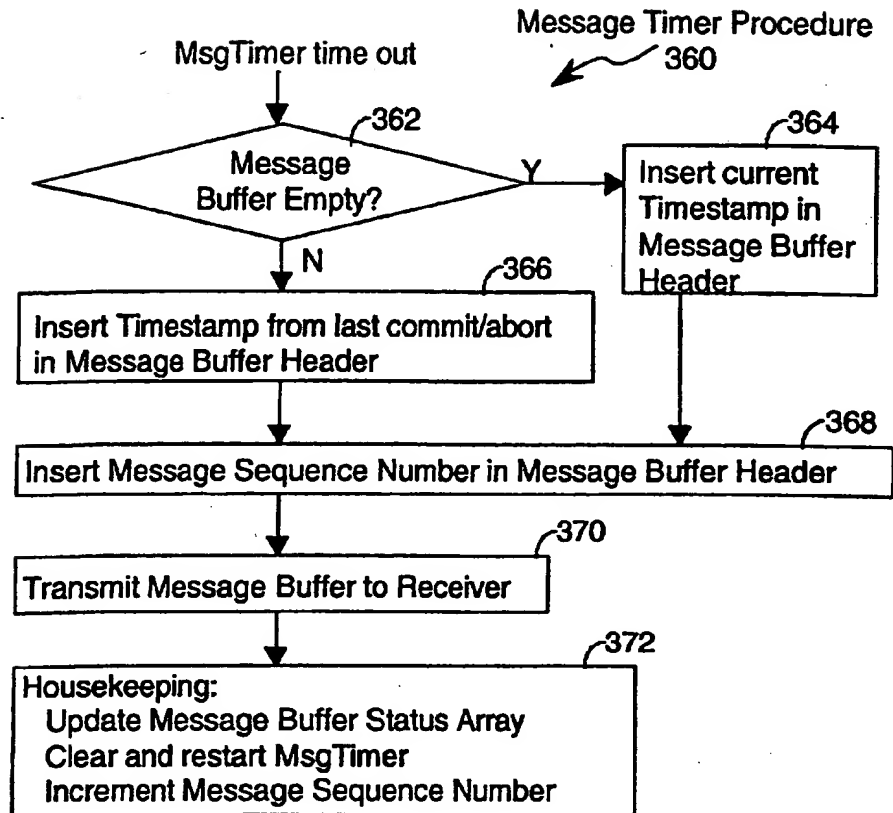 Message Timer Procedure
360
MsgTimer time out
362
Message
Buffer Empty?
Y
364
Insert current
Timestamp in
Message Buffer
Header
N
366
Insert Timestamp from last commit/abort
in Message Buffer Header
368
Insert Message Sequence Number in Message Buffer Header
370
Transmit Message Buffer to Receiver
372
Housekeeping:
Update Message Buffer Status Array
Clear and restart MsgTimer
Increment Message Sequence Number